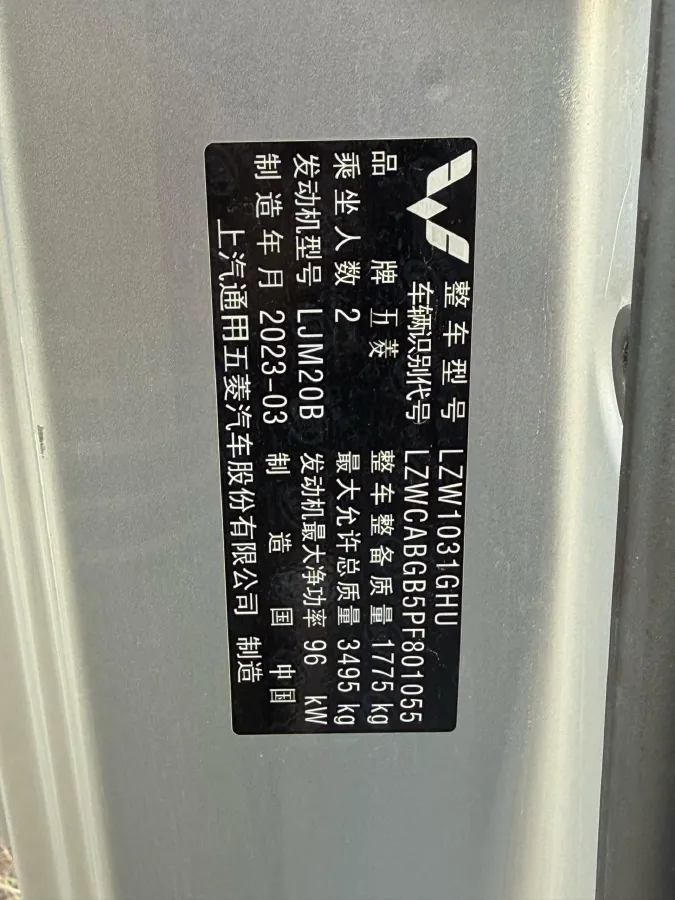 整车型号 LZW1031GHU
车辆识别代号 LZWCABGB5PF801055
品牌 五菱 整车整备质量 1775 kg
乘坐人数 2 最大允许总质量 3495 kg
发动机型号 LJM20B 发动机最大净功率 96 kW
制造年月 2023-03 制造国 中国
上汽通用五菱汽车股份有限公司 制造